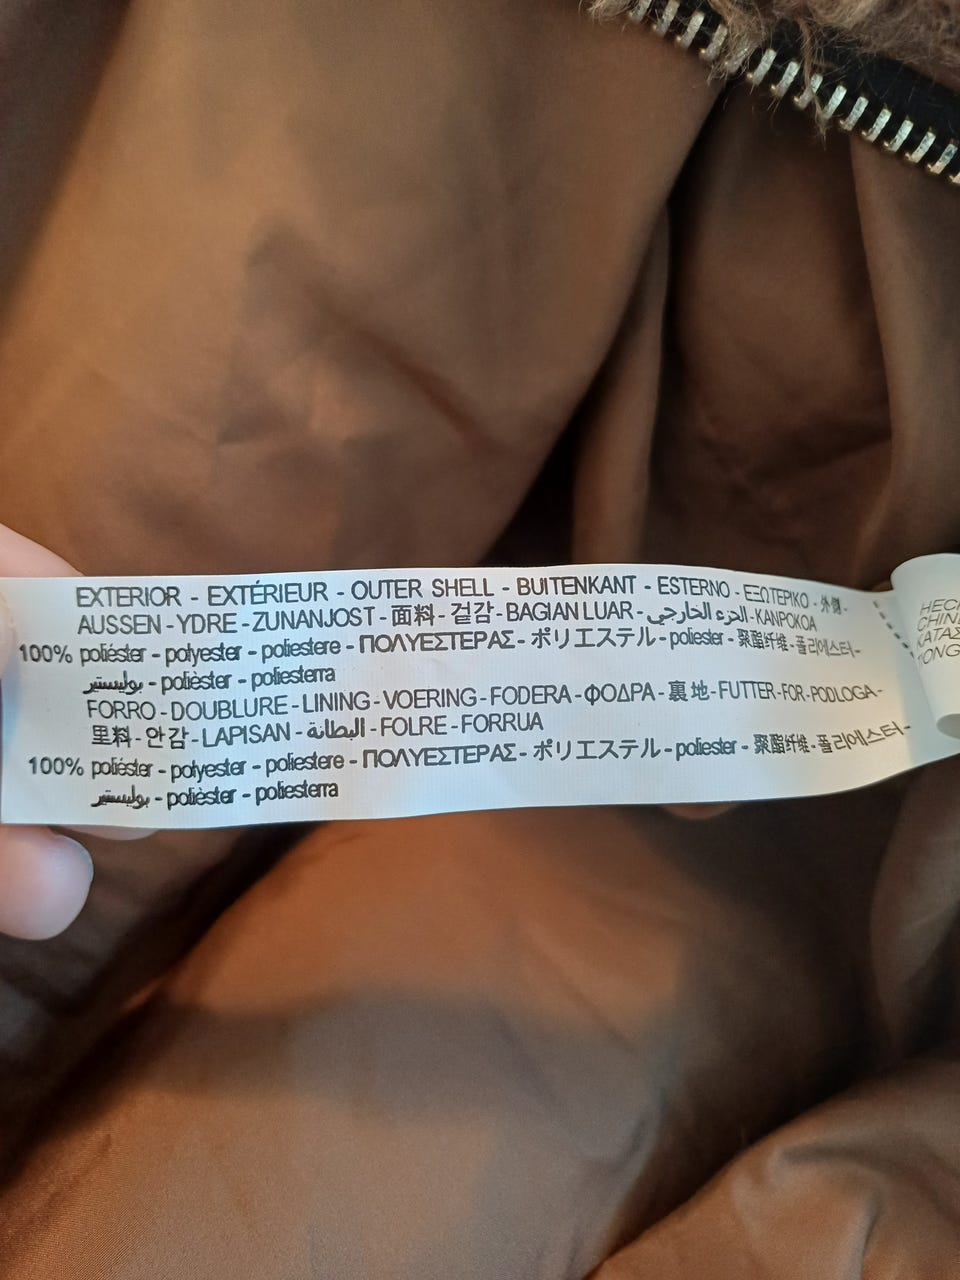 EXTERIOR - EXTÉRIEUR - OUTER SHELL - BUITENKANT - ESTERNO - ΕΞΩΤΕΡΙΚΟ - 外側 -
AUSSEN - YDRE - ZUNANJOST - 面料 - 겉감 - BAGIAN LUAR - الجزء الخارجي - KANPOKOA
100% poliéster - polyester - poliestere - ΠΟΛΥΕΣΤΕΡΑΣ - ポリエステル - poliester - 聚酯纤维 - 폴리에스터 -
بوليستير - polièster - poliesterra
FORRO - DOUBLURE - LINING - VOERING - FODERA - ΦΟΔΡΑ - 裏地 - FUTTER - FOR - PODLOGA -
里料 - 안감 - LAPISAN - البطانة - FOLRE - FORRUA
100% poliéster - polyester - poliestere - ΠΟΛΥΕΣΤΕΡΑΣ - ポリエステル - poliester - 聚酯纤维 - 폴리에스터 -
بوليستير - polièster - poliesterra